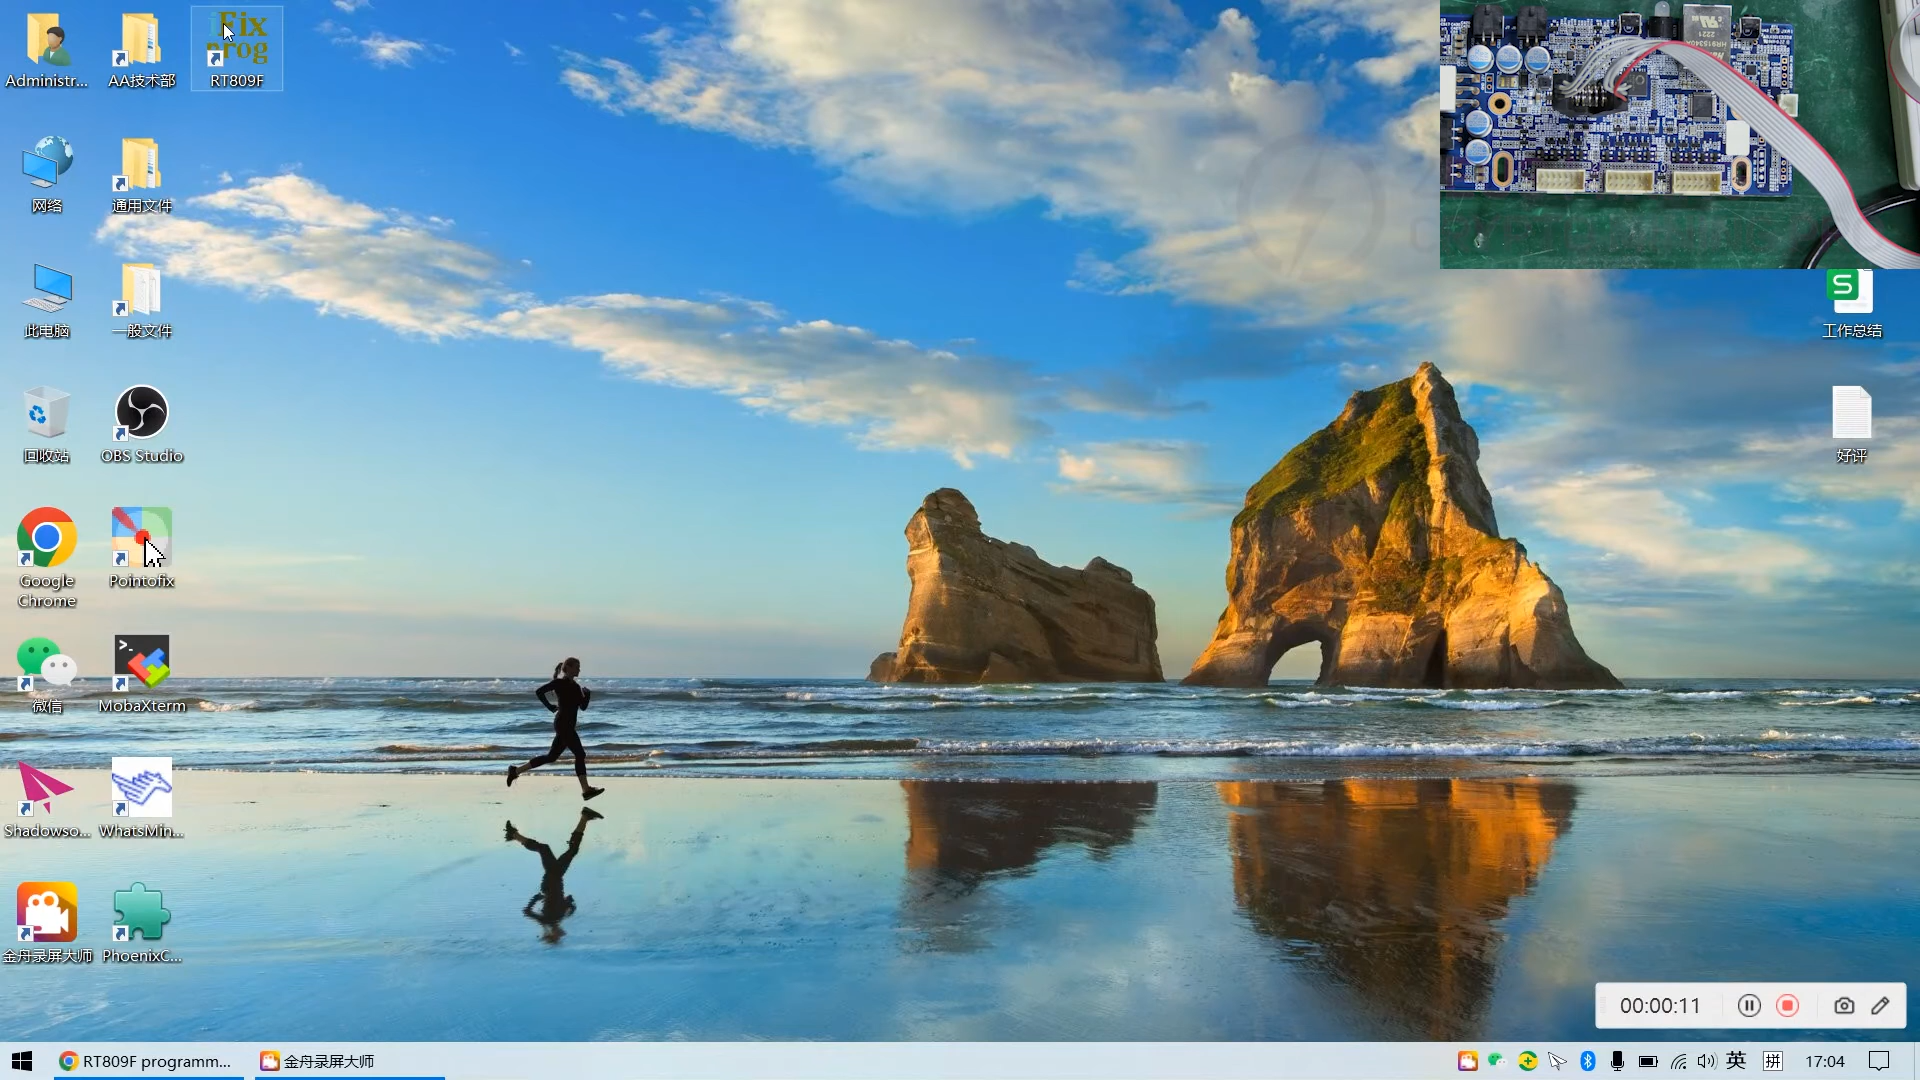 Administr...
AA技术部
iFix
prog
RT809F
网络
通用文件
此电脑
一般文件
回收站
OBS Studio
Google
Chrome
Pointofix
微信
MobaXterm
Shadowso...
WhatsMin...
金舟录屏大师
PhoenixC...
2221
HR913549A
S
工作总结
好评
00:00:11
RT809F programm...
金舟录屏大师
英
拼
17:04